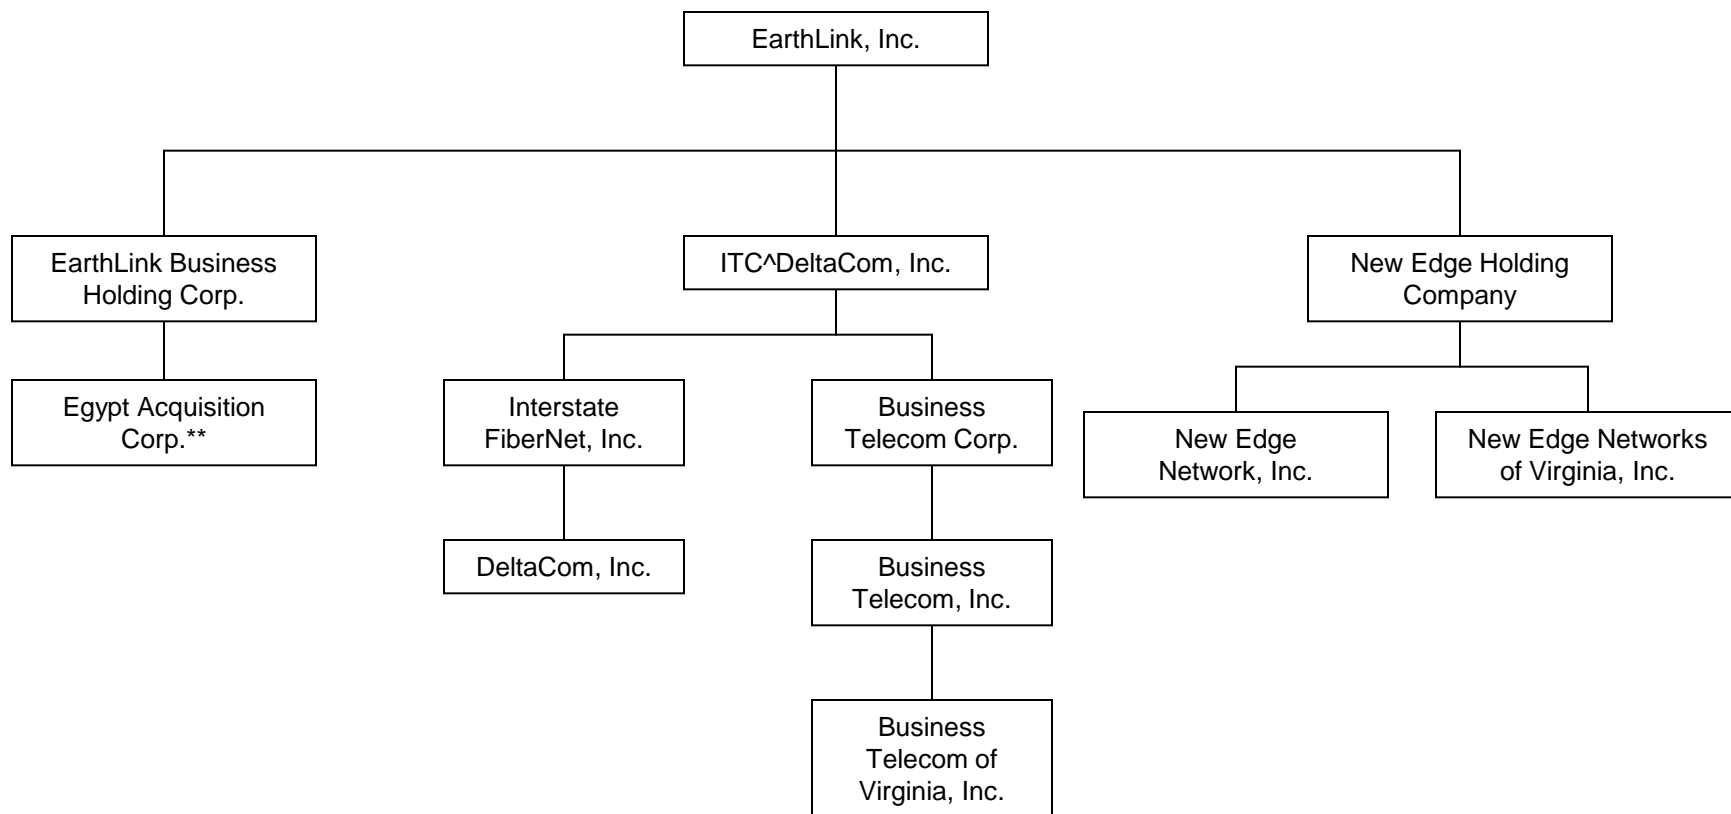 EarthLink, Inc.
EarthLink Business
Holding Corp.
ITC^DeltaCom, Inc.
New Edge Holding
Company
Egypt Acquisition
Corp.**
Interstate
FiberNet, Inc.
Business
Telecom Corp.
New Edge
Network, Inc.
New Edge Networks
of Virginia, Inc.
DeltaCom, Inc.
Business
Telecom, Inc.
Business
Telecom of
Virginia, Inc.